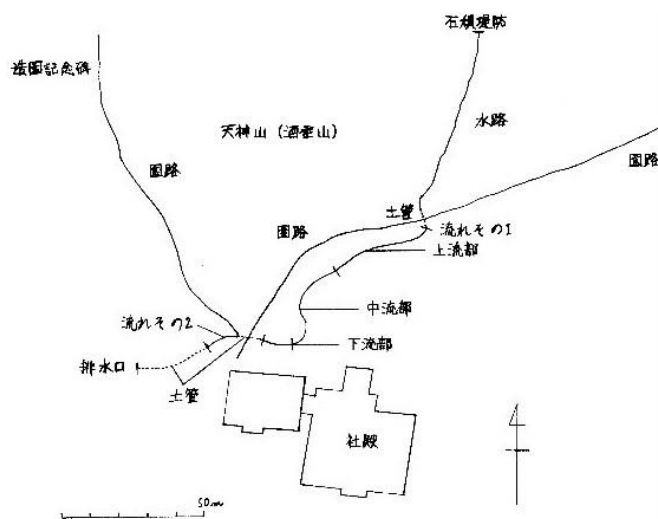 石積堤防
造園記念碑
水路
天神山(酒垂山)
園路
園路
土管
園路
流れその1
上流部
中流部
流れその2
下流部
排水口
土管
社殿
50m